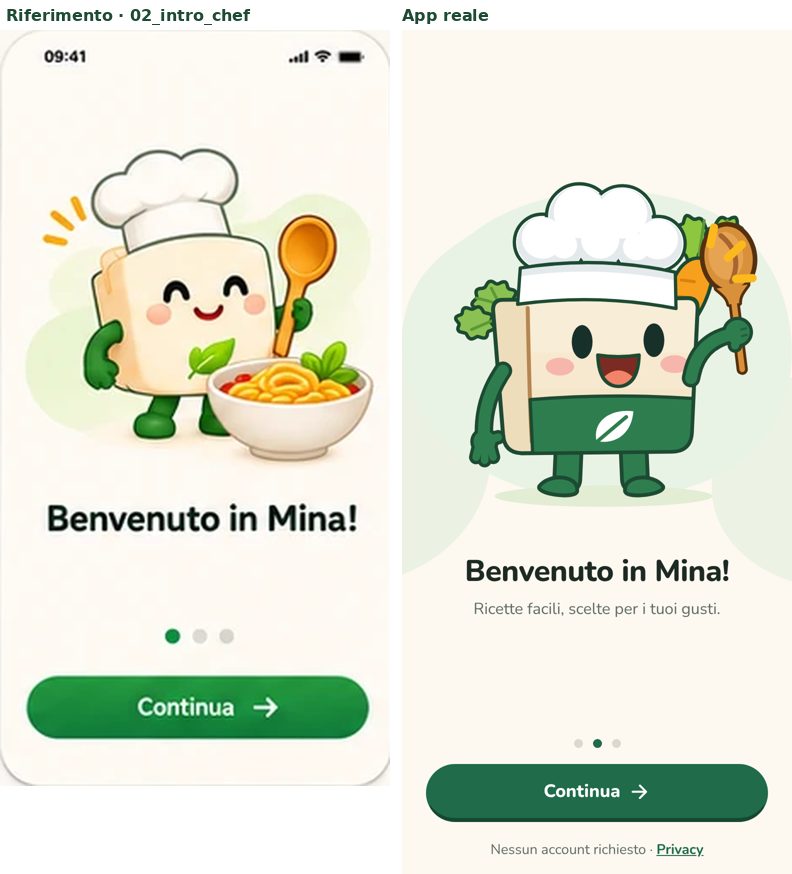 Riferimento · 02_intro_chef
09:41
Benvenuto in Mina!
Continua →
App reale
Benvenuto in Mina!
Ricette facili, scelte per i tuoi gusti.
Continua →
Nessun account richiesto · Privacy